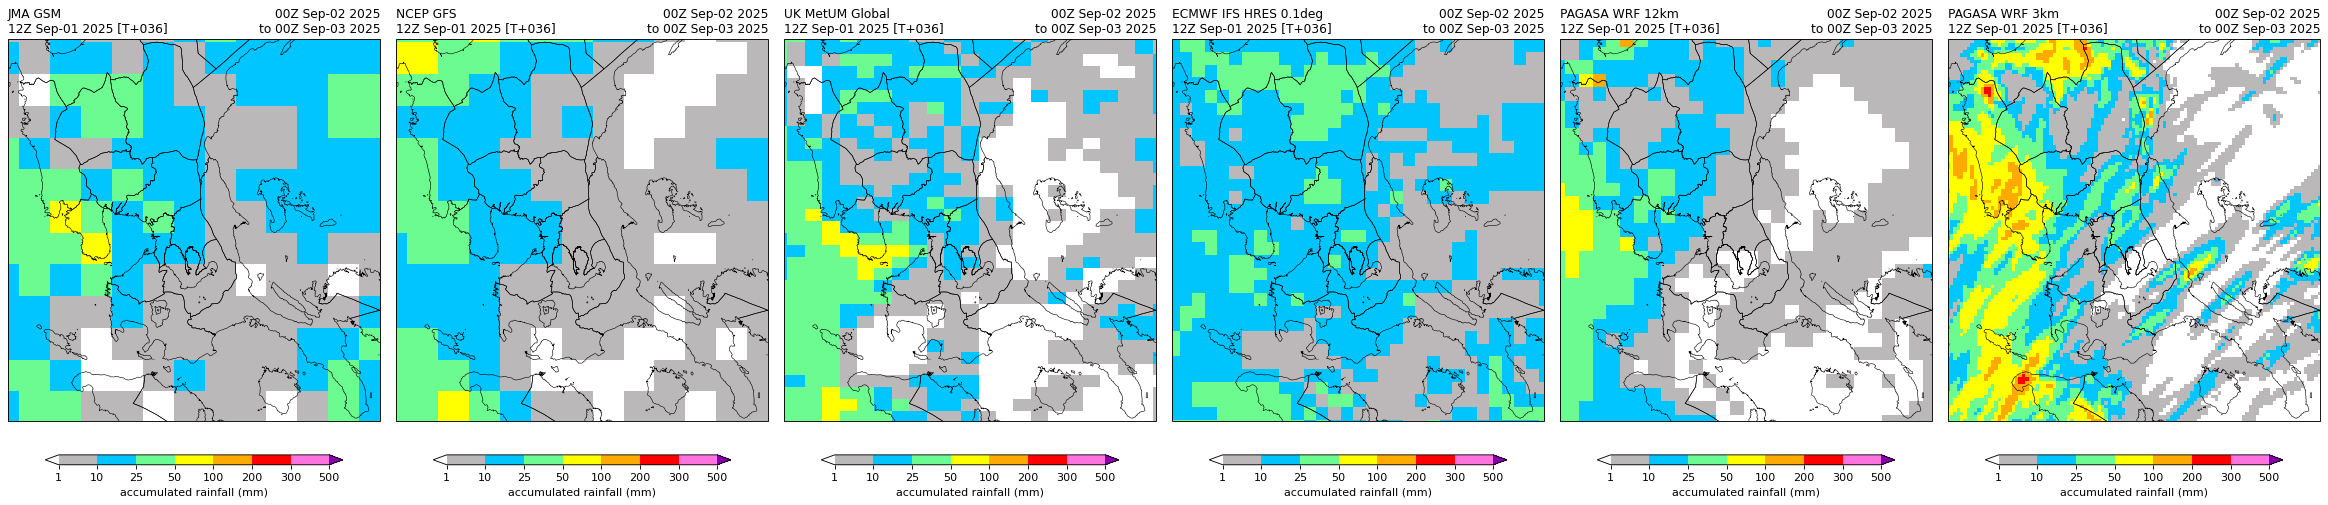 JMA GSM 00Z Sep-02 2025
12Z Sep-01 2025 [T+036] to 00Z Sep-03 2025
1 10 25 50 100 200 300 500
accumulated rainfall (mm)
NCEP GFS 00Z Sep-02 2025
12Z Sep-01 2025 [T+036] to 00Z Sep-03 2025
1 10 25 50 100 200 300 500
accumulated rainfall (mm)
UK MetUM Global 00Z Sep-02 2025
12Z Sep-01 2025 [T+036] to 00Z Sep-03 2025
1 10 25 50 100 200 300 500
accumulated rainfall (mm)
ECMWF IFS HRES 0.1deg 00Z Sep-02 2025
12Z Sep-01 2025 [T+036] to 00Z Sep-03 2025
1 10 25 50 100 200 300 500
accumulated rainfall (mm)
PAGASA WRF 12km 00Z Sep-02 2025
12Z Sep-01 2025 [T+036] to 00Z Sep-03 2025
1 10 25 50 100 200 300 500
accumulated rainfall (mm)
PAGASA WRF 3km 00Z Sep-02 2025
12Z Sep-01 2025 [T+036] to 00Z Sep-03 2025
1 10 25 50 100 200 300 500
accumulated rainfall (mm)